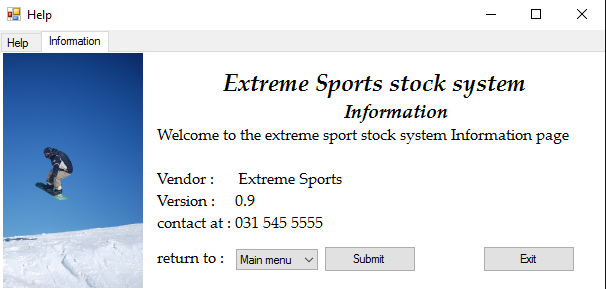 Help
Help Information
Extreme Sports stock system
Information
Welcome to the extreme sport stock system Information page
Vendor : Extreme Sports
Version : 0.9
contact at : 031 545 5555
return to : Main menu Submit Exit